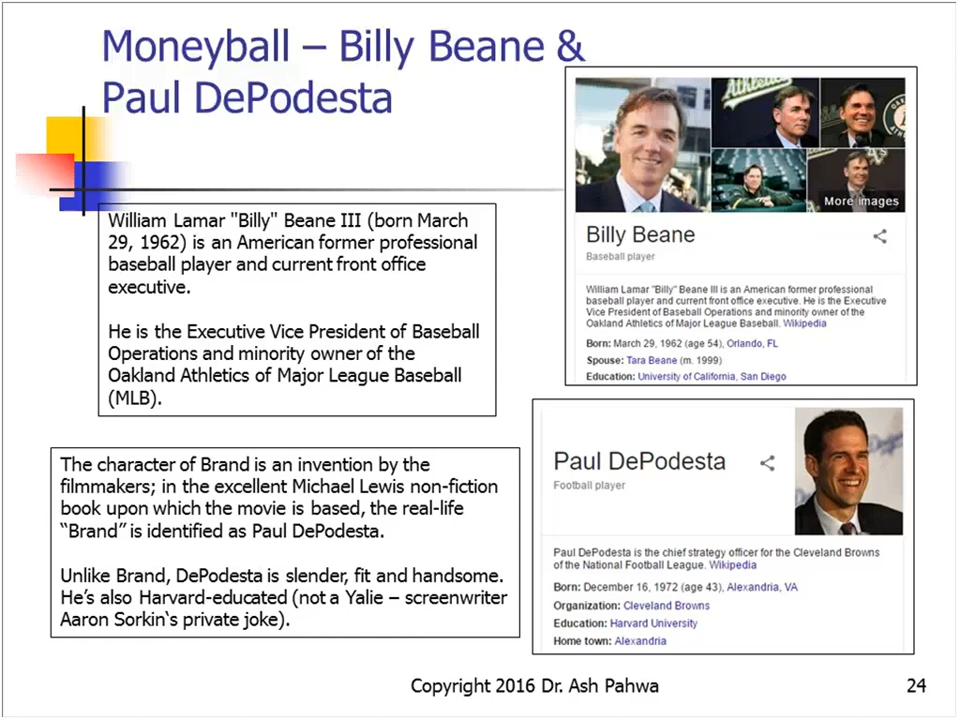 Moneyball – Billy Beane &
Paul DePodesta
William Lamar "Billy" Beane III (born March
29, 1962) is an American former professional
baseball player and current front office
executive.
He is the Executive Vice President of Baseball
Operations and minority owner of the
Oakland Athletics of Major League Baseball
(MLB).
The character of Brand is an invention by the
filmmakers; in the excellent Michael Lewis non-fiction
book upon which the movie is based, the real-life
“Brand” is identified as Paul DePodesta.
Unlike Brand, DePodesta is slender, fit and handsome.
He’s also Harvard-educated (not a Yalie – screenwriter
Aaron Sorkin‘s private joke).
Athletics
More images
Billy Beane
Baseball player
William Lamar "Billy" Beane III is an American former professional
baseball player and current front office executive. He is the Executive
Vice President of Baseball Operations and minority owner of the
Oakland Athletics of Major League Baseball. Wikipedia
Born: March 29, 1962 (age 54), Orlando, FL
Spouse: Tara Beane (m. 1999)
Education: University of California, San Diego
Paul DePodesta
Football player
Paul DePodesta is the chief strategy officer for the Cleveland Browns
of the National Football League. Wikipedia
Born: December 16, 1972 (age 43), Alexandria, VA
Organization: Cleveland Browns
Education: Harvard University
Home town: Alexandria
Copyright 2016 Dr. Ash Pahwa
24